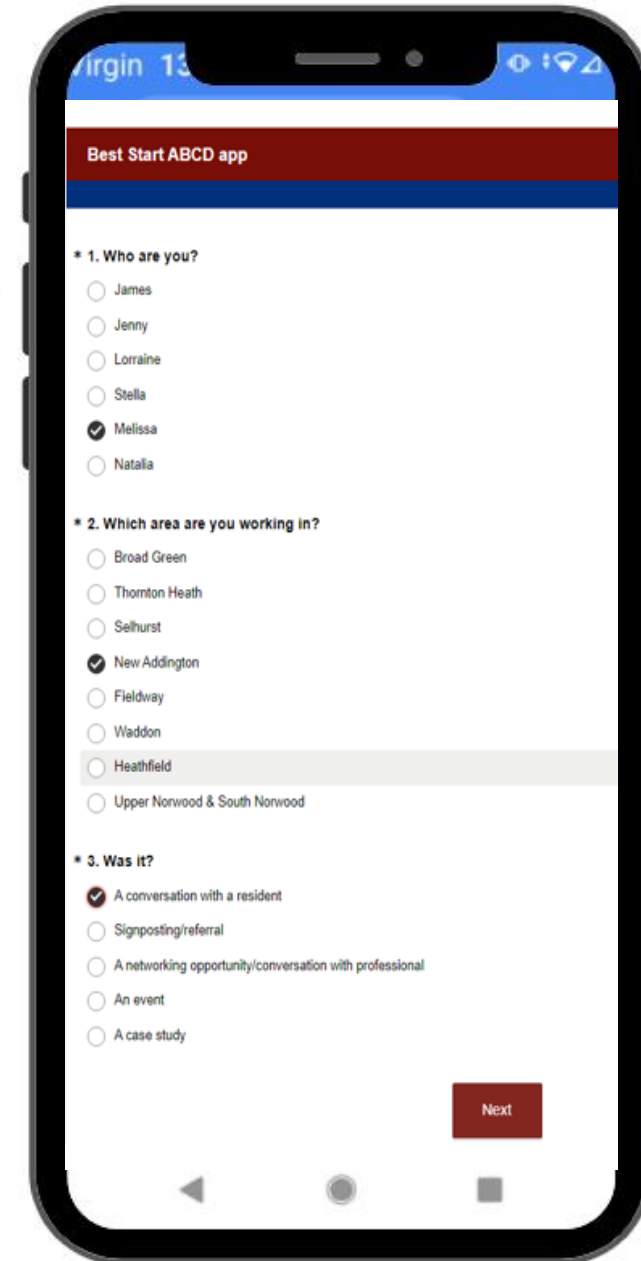 Virgin 13
Best Start ABCD app
* 1. Who are you?
James
Jenny
Lorraine
Stella
Melissa
Natalia
* 2. Which area are you working in?
Broad Green
Thornton Heath
Selhurst
New Addington
Fieldway
Waddon
Heathfield
Upper Norwood & South Norwood
* 3. Was it?
A conversation with a resident
Signposting/referral
A networking opportunity/conversation with professional
An event
A case study
Next